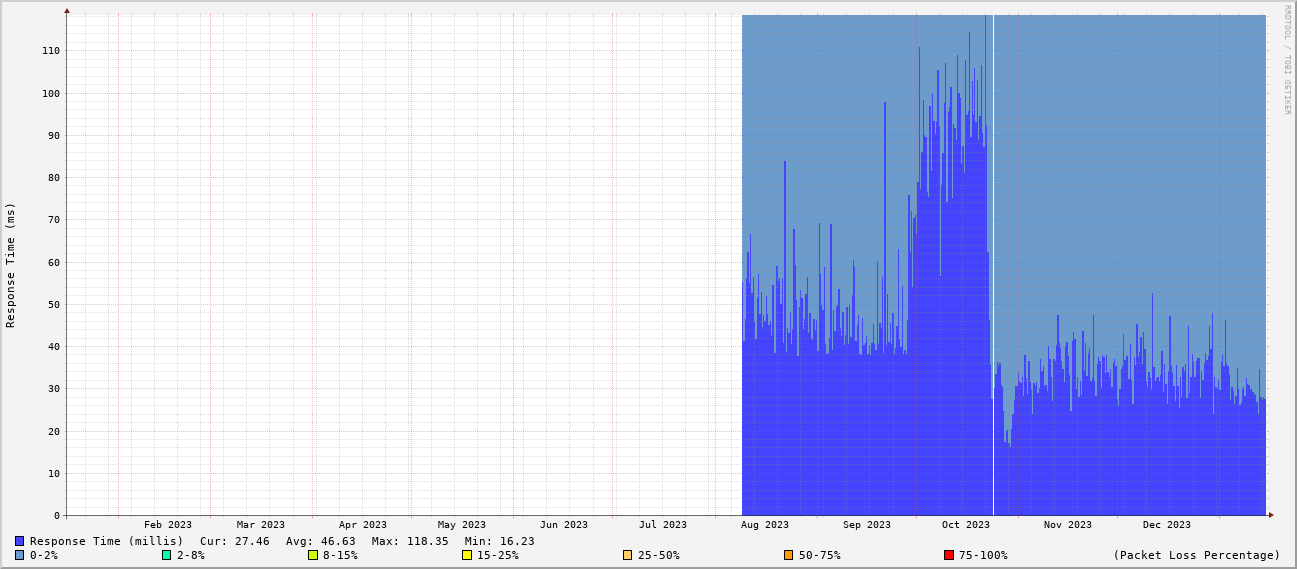 RRDTOOL / TOBI OETIKER
Response Time (ms)
110
100
90
80
70
60
50
40
30
20
10
0
Feb 2023 Mar 2023 Apr 2023 May 2023 Jun 2023 Jul 2023 Aug 2023 Sep 2023 Oct 2023 Nov 2023 Dec 2023
Response Time (millis) Cur: 27.46 Avg: 46.63 Max: 118.35 Min: 16.23
0-2% 2-8% 8-15% 15-25% 25-50% 50-75% 75-100% (Packet Loss Percentage)